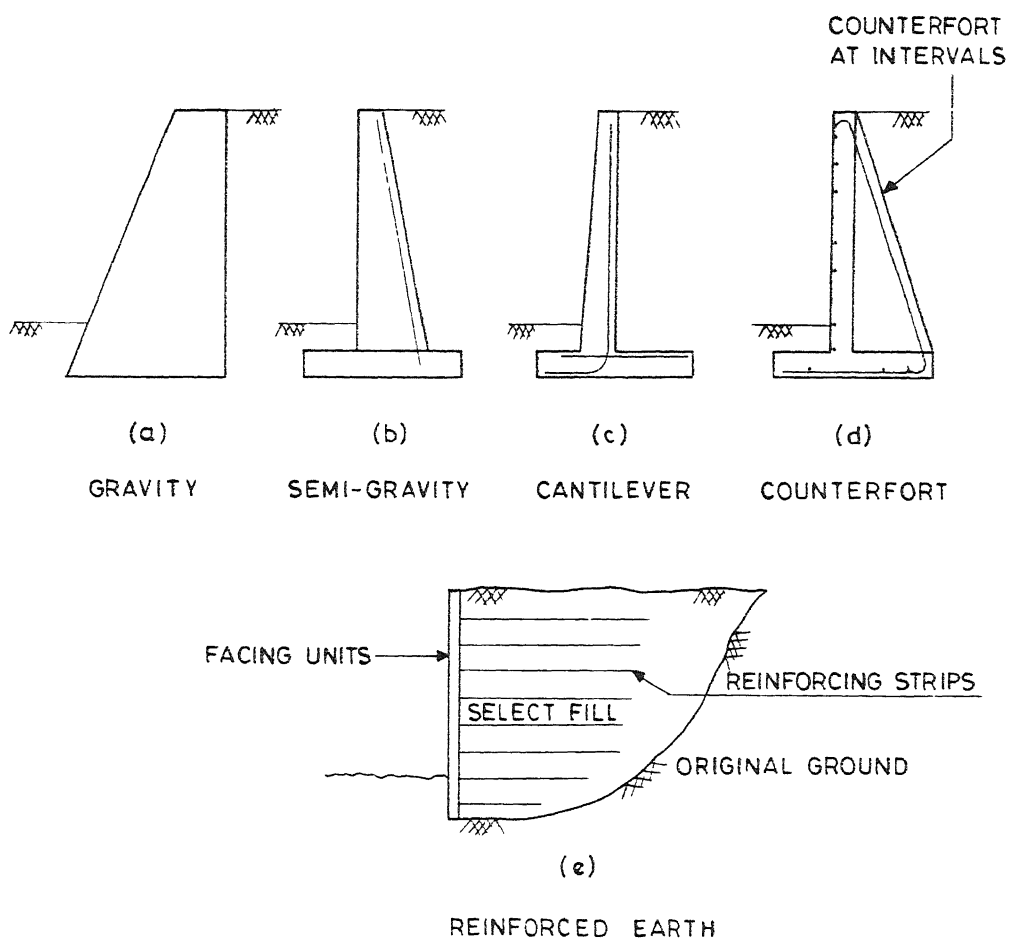 COUNTERFORT
AT INTERVALS
(a)
(b)
(c)
(d)
GRAVITY
SEMI-GRAVITY
CANTILEVER
COUNTERFORT
FACING UNITS
REINFORCING STRIPS
SELECT FILL
ORIGINAL GROUND
(e)
REINFORCED EARTH